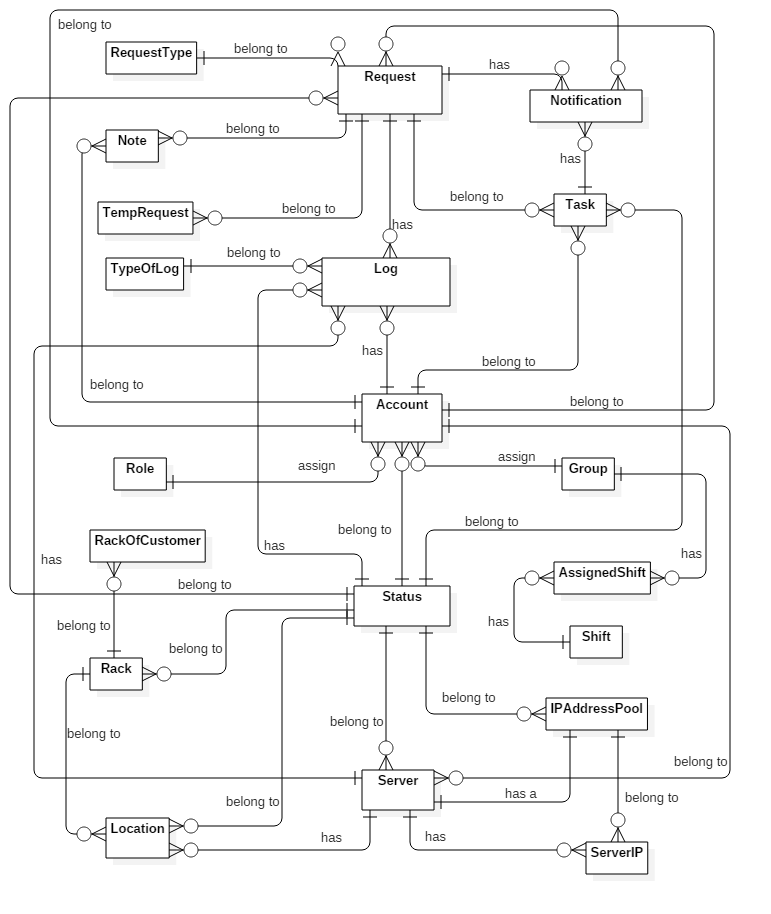 belong to
RequestType
belong to
Request
has
Notification
Note
belong to
has
TempRequest
belong to
belong to
Task
has
TypeOfLog
belong to
Log
has
belong to
belong to
Account
belong to
Role
assign
assign
Group
RackOfCustomer
belong to
belong to
has
has
has
AssignedShift
belong to
Status
belong to
has
Shift
Rack
belong to
belong to
IPAddressPool
belong to
belong to
belong to
Server
has a
belong to
belong to
Location
has
has
ServerIP